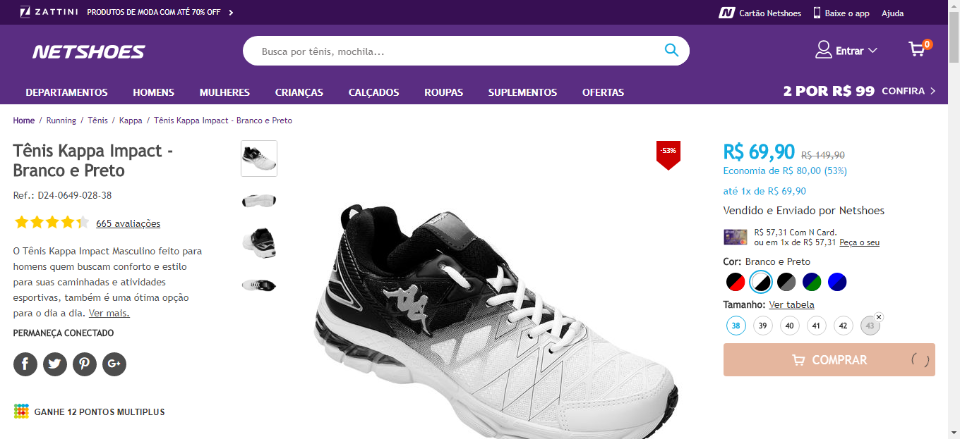 ZATTINI PRODUTOS DE MODA COM ATÉ 70% OFF
Cartão Netshoes Baixe o app Ajuda
NETSHOES
Busca por tênis, mochila...
Entrar
0
DEPARTAMENTOS HOMENS MULHERES CRIANÇAS CALÇADOS ROUPAS SUPLEMENTOS OFERTAS
2 POR R$ 99 CONFIRA
Home / Running / Tênis / Kappa / Tênis Kappa Impact - Branco e Preto
Tênis Kappa Impact -
Branco e Preto
Ref.: D24-0649-028-38
665 avaliações
O Tênis Kappa Impact Masculino feito para
homens quem buscam conforto e estilo
para suas caminhadas e atividades
esportivas, também é uma ótima opção
para o dia a dia. Ver mais.
PERMANEÇA CONECTADO
GANHE 12 PONTOS MULTIPLUS
-53%
R$ 69,90 R$ 149,90
Economia de R$ 80,00 (53%)
até 1x de R$ 69,90
Vendido e Enviado por Netshoes
R$ 57,31 Com N Card.
ou em 1x de R$ 57,31 Peça o seu
Cor: Branco e Preto
Tamanho: Ver tabela
38 39 40 41 42 43
COMPRAR